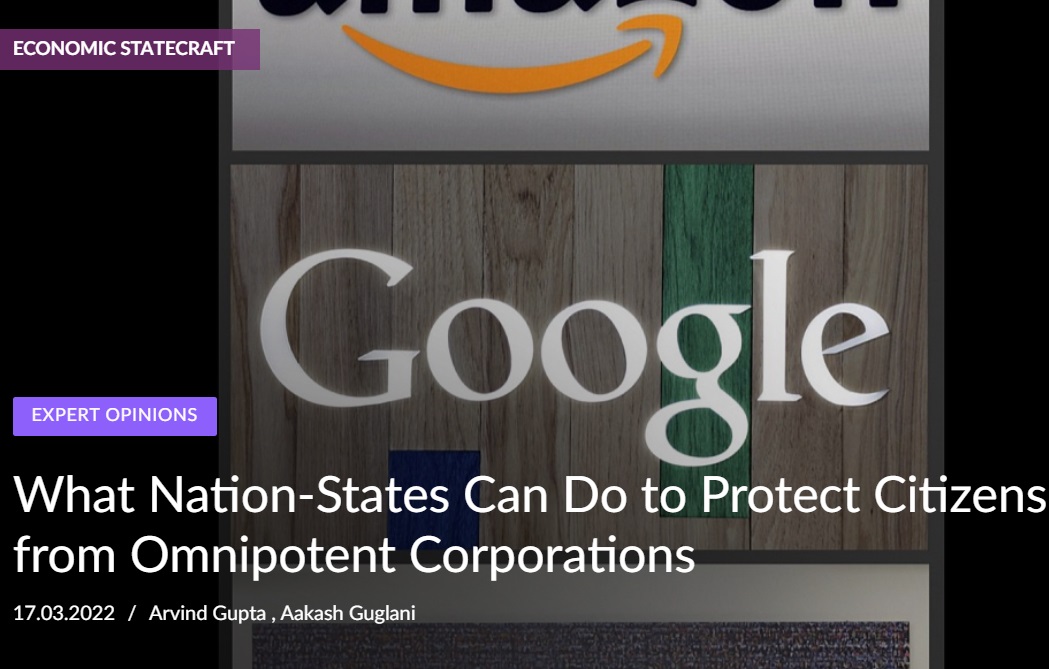 amazon
ECONOMIC STATECRAFT
Google
EXPERT OPINIONS
What Nation-States Can Do to Protect Citizens
from Omnipotent Corporations
17.03.2022 / Arvind Gupta , Aakash Guglani